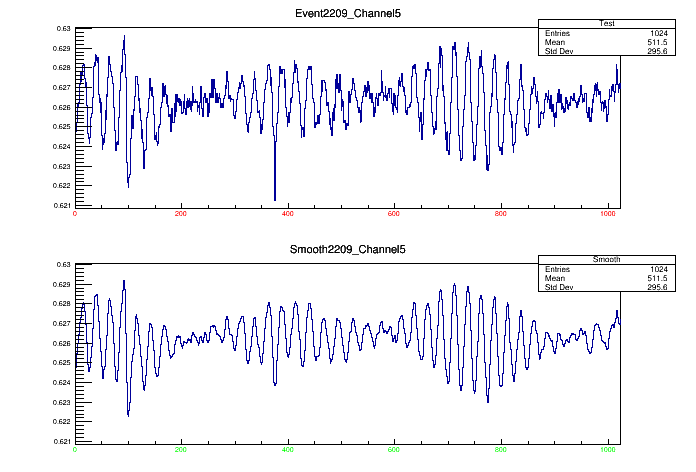 Event2209_Channel5
Test
Entries 1024
Mean 511.5
Std Dev 295.6
0.63
0.629
0.628
0.627
0.626
0.625
0.624
0.623
0.622
0.621
0 200 400 600 800 1000
Smooth2209_Channel5
Smooth
Entries 1024
Mean 511.5
Std Dev 295.6
0.63
0.629
0.628
0.627
0.626
0.625
0.624
0.623
0.622
0.621
0 200 400 600 800 1000